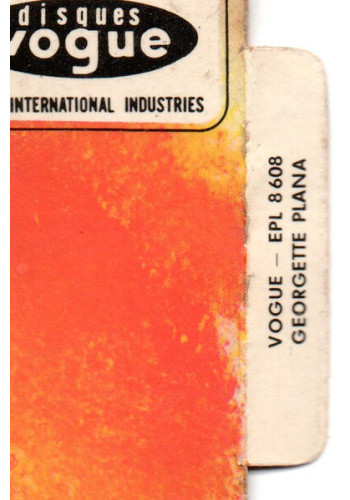 disques
vogue
INTERNATIONAL INDUSTRIES
VOGUE – EPL 8608
GEORGETTE PLANA